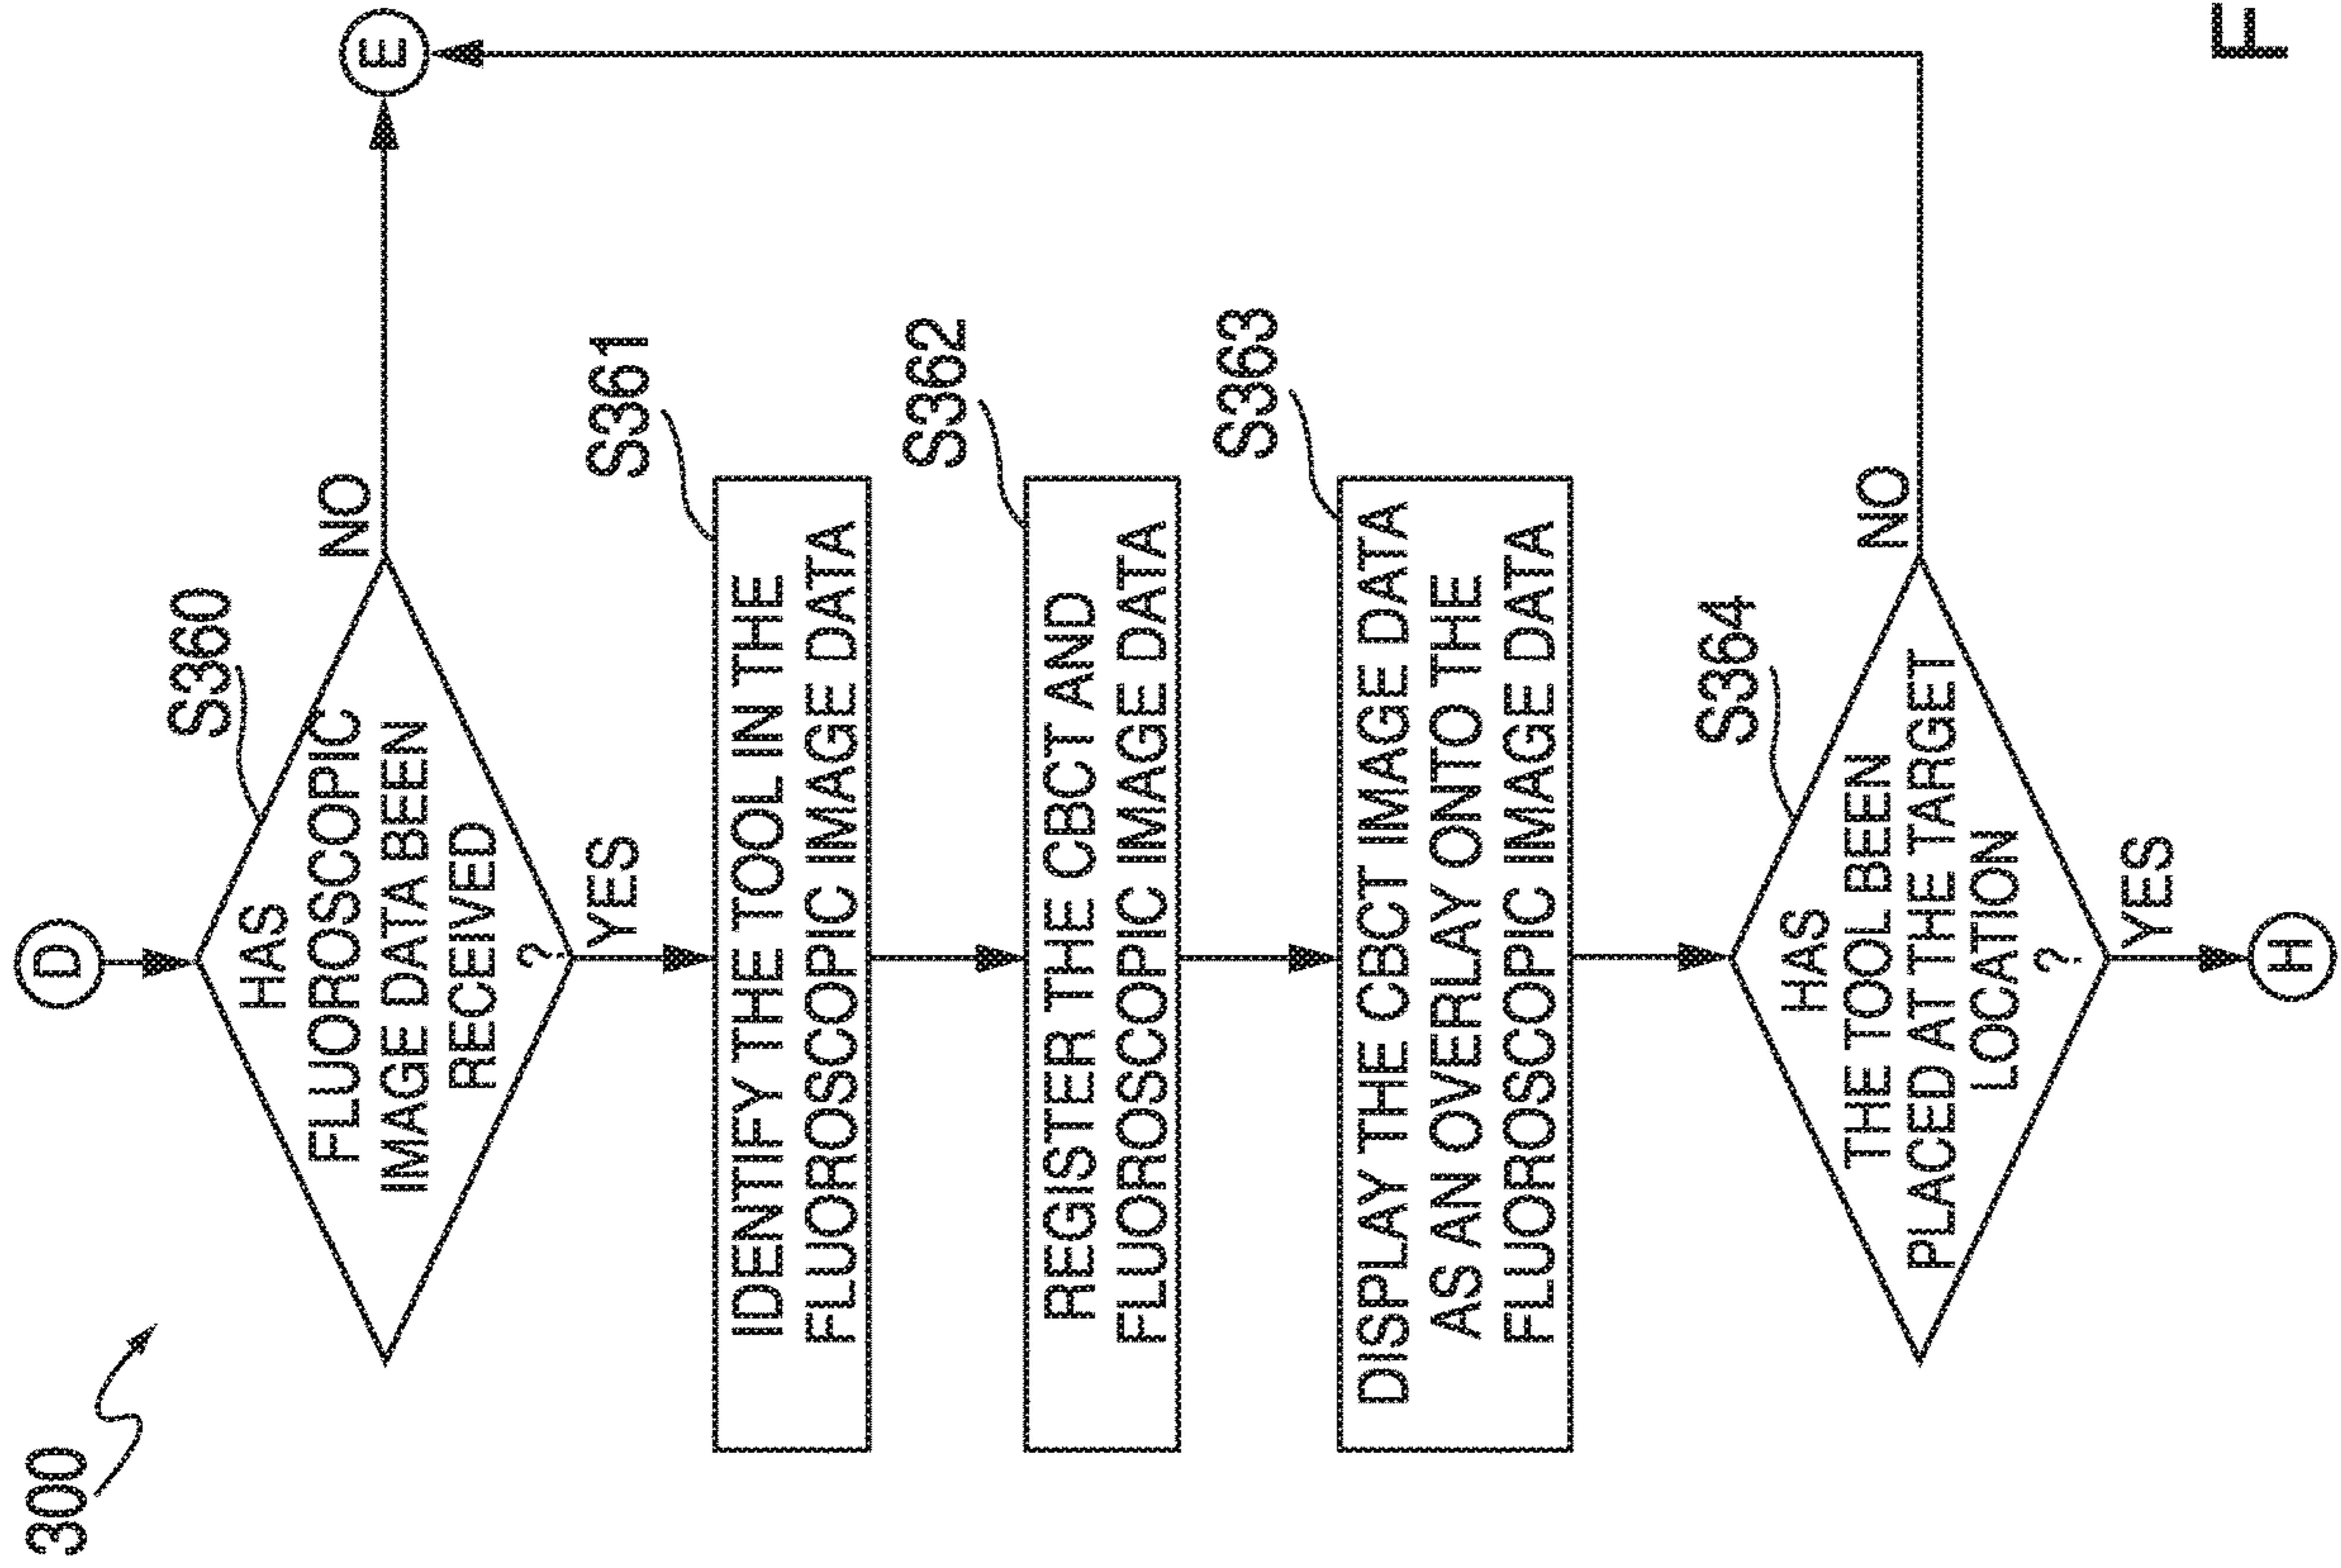 300
D
S360
HAS
FLUOROSCOPIC
IMAGE DATA BEEN
RECEIVED
?
NO
E
YES
S361
IDENTIFY THE TOOL IN THE
FLUOROSCOPIC IMAGE DATA
S362
REGISTER THE CBCT AND
FLUOROSCOPIC IMAGE DATA
S363
DISPLAY THE CBCT IMAGE DATA
AS AN OVERLAY ONTO THE
FLUOROSCOPIC IMAGE DATA
S364
HAS
THE TOOL BEEN
PLACED AT THE TARGET
LOCATION
?
NO
YES
H
F